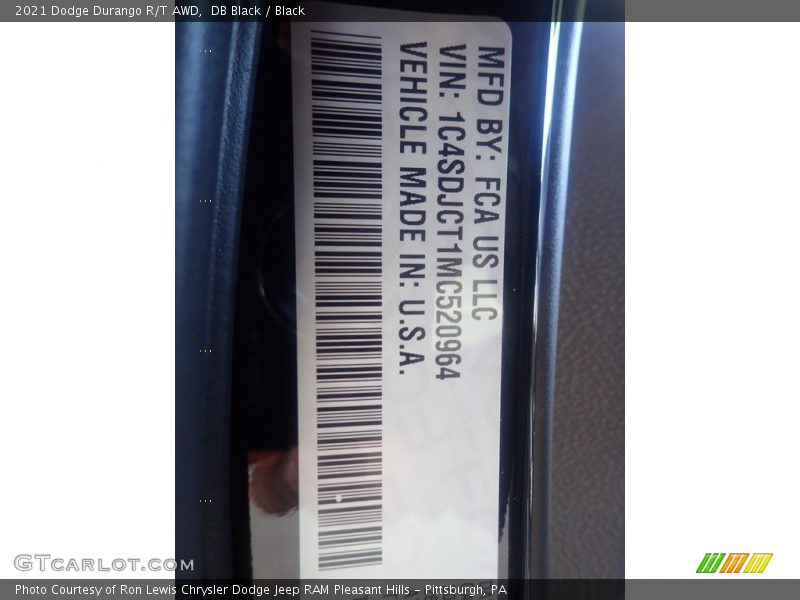 2021 Dodge Durango R/T AWD,  DB Black / Black
MFD BY: FCA US LLC
VIN: 1C4SDJCT1MC520964
VEHICLE MADE IN: U.S.A.
GTCarlot.com
Photo Courtesy of Ron Lewis Chrysler Dodge Jeep RAM Pleasant Hills - Pittsburgh, PA